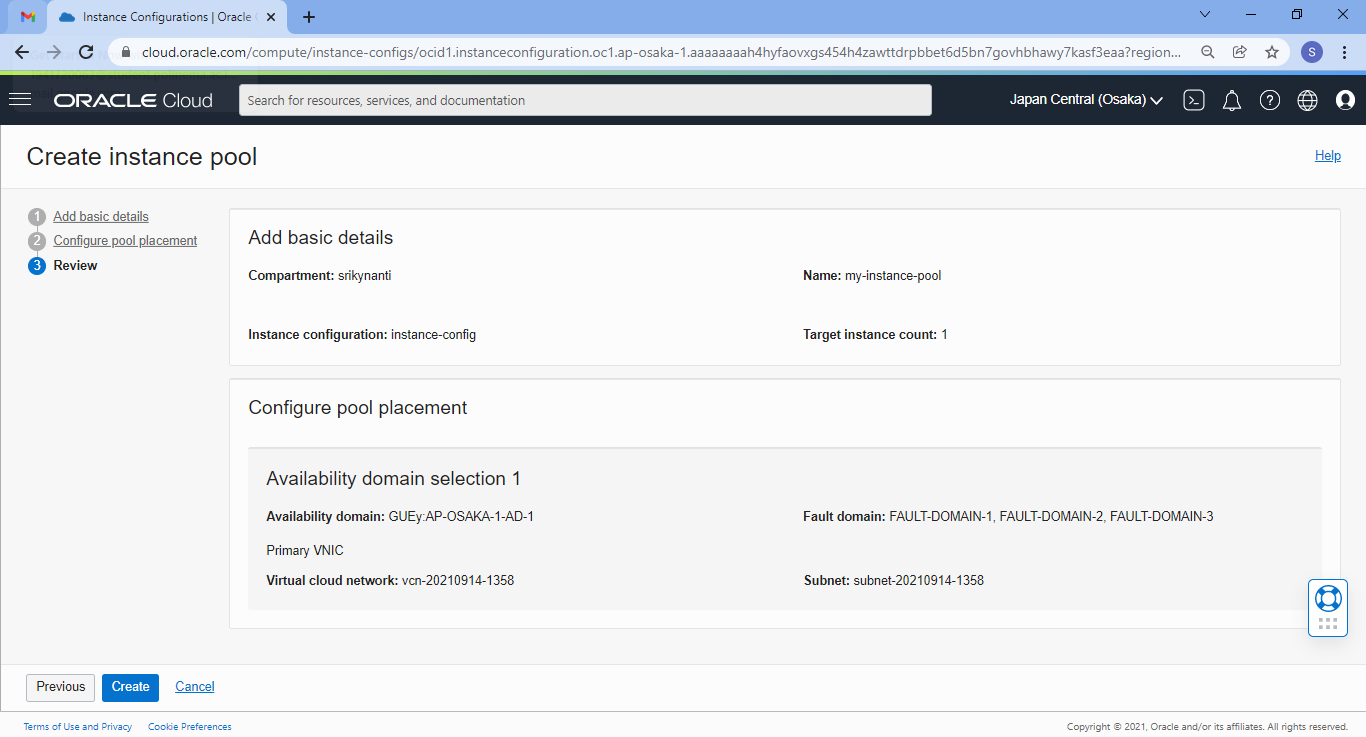 Instance Configurations | Oracle
cloud.oracle.com/compute/instance-configs/ocid1.instanceconfiguration.oc1.ap-osaka-1.aaaaaaaah4hyfaovxgs454h4zawttdrpbbet6d5bn7govhbhawy7kasf3eaa?region...
S
ORACLE Cloud
Search for resources, services, and documentation
Japan Central (Osaka)
Create instance pool
Help
1 Add basic details
2 Configure pool placement
3 Review
Add basic details
Compartment: srikynanti
Name: my-instance-pool
Instance configuration: instance-config
Target instance count: 1
Configure pool placement
Availability domain selection 1
Availability domain: GUEy:AP-OSAKA-1-AD-1
Fault domain: FAULT-DOMAIN-1, FAULT-DOMAIN-2, FAULT-DOMAIN-3
Primary VNIC
Virtual cloud network: vcn-20210914-1358
Subnet: subnet-20210914-1358
Previous
Create
Cancel
Terms of Use and Privacy
Cookie Preferences
Copyright © 2021, Oracle and/or its affiliates. All rights reserved.